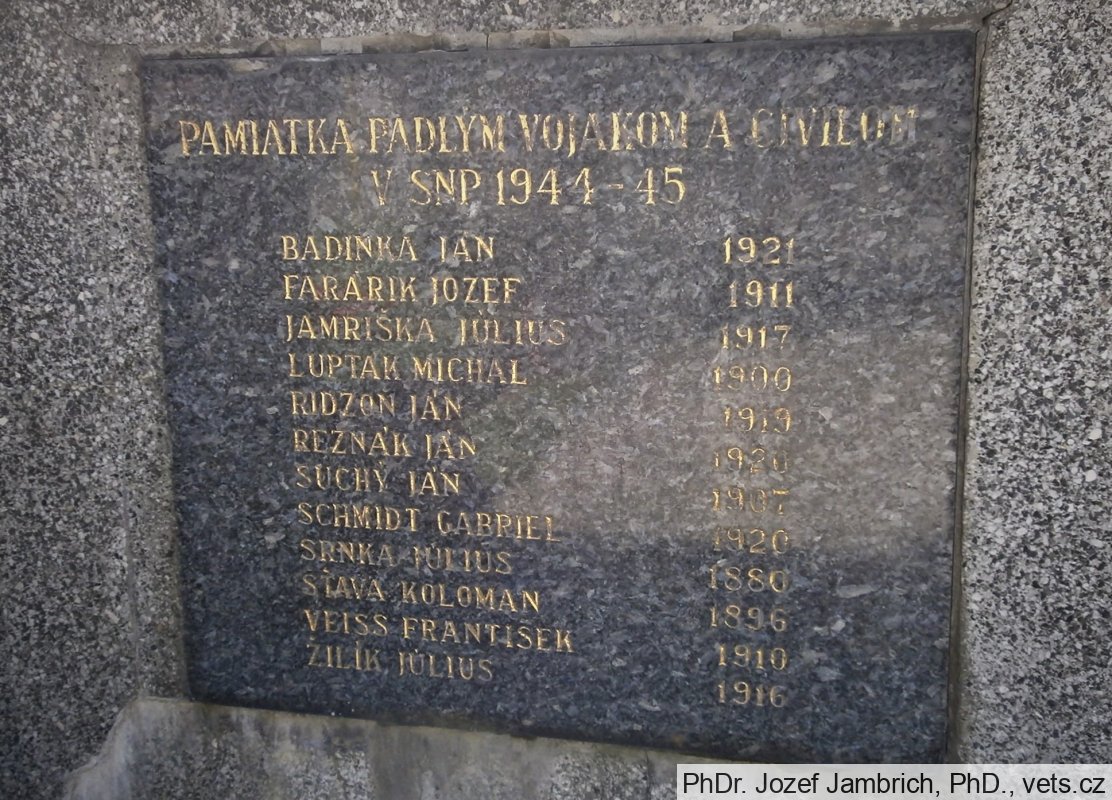 PAMIATKA PADLÝM VOJAKOM A CIVILOM
V SNP 1944-45
BADINKA JÁN 1921
FARÁRIK JOZEF 1911
JAMRIŠKA JÚLIUS 1917
LUPTÁK MICHAL 1900
RIDZOŇ JÁN 1919
REZNÁK JÁN 1920
SUCHÝ JÁN 1907
SCHMIDT GABRIEL 1920
SRNKA JÚLIUS 1880
ŠŤAVA KOLOMAN 1896
VEISS FRANTIŠEK 1910
ŽILÍK JÚLIUS 1916
PhDr. Jozef Jambrich, PhD., vets.cz